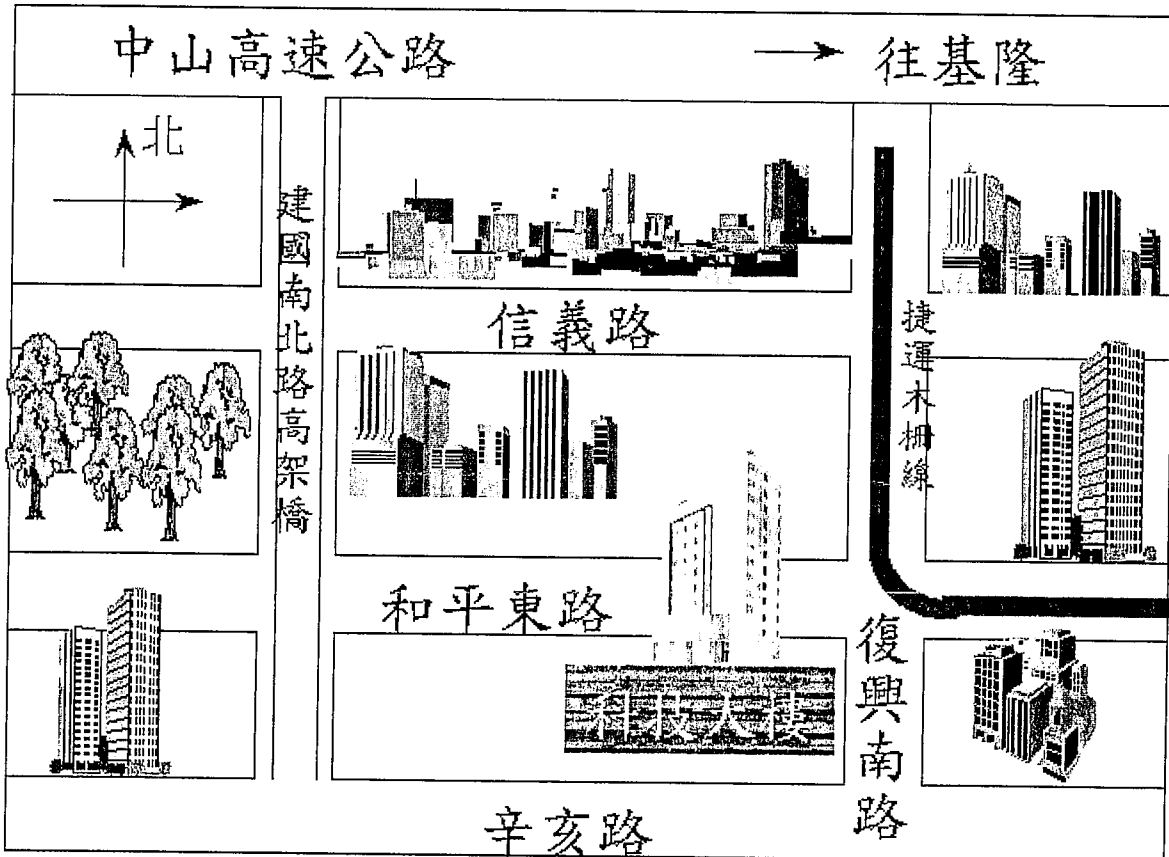 中山高速公路
往基隆
北
建國南北路高架橋
信義路
捷運木柵線
和平東路
科技大樓
復興南路
辛亥路